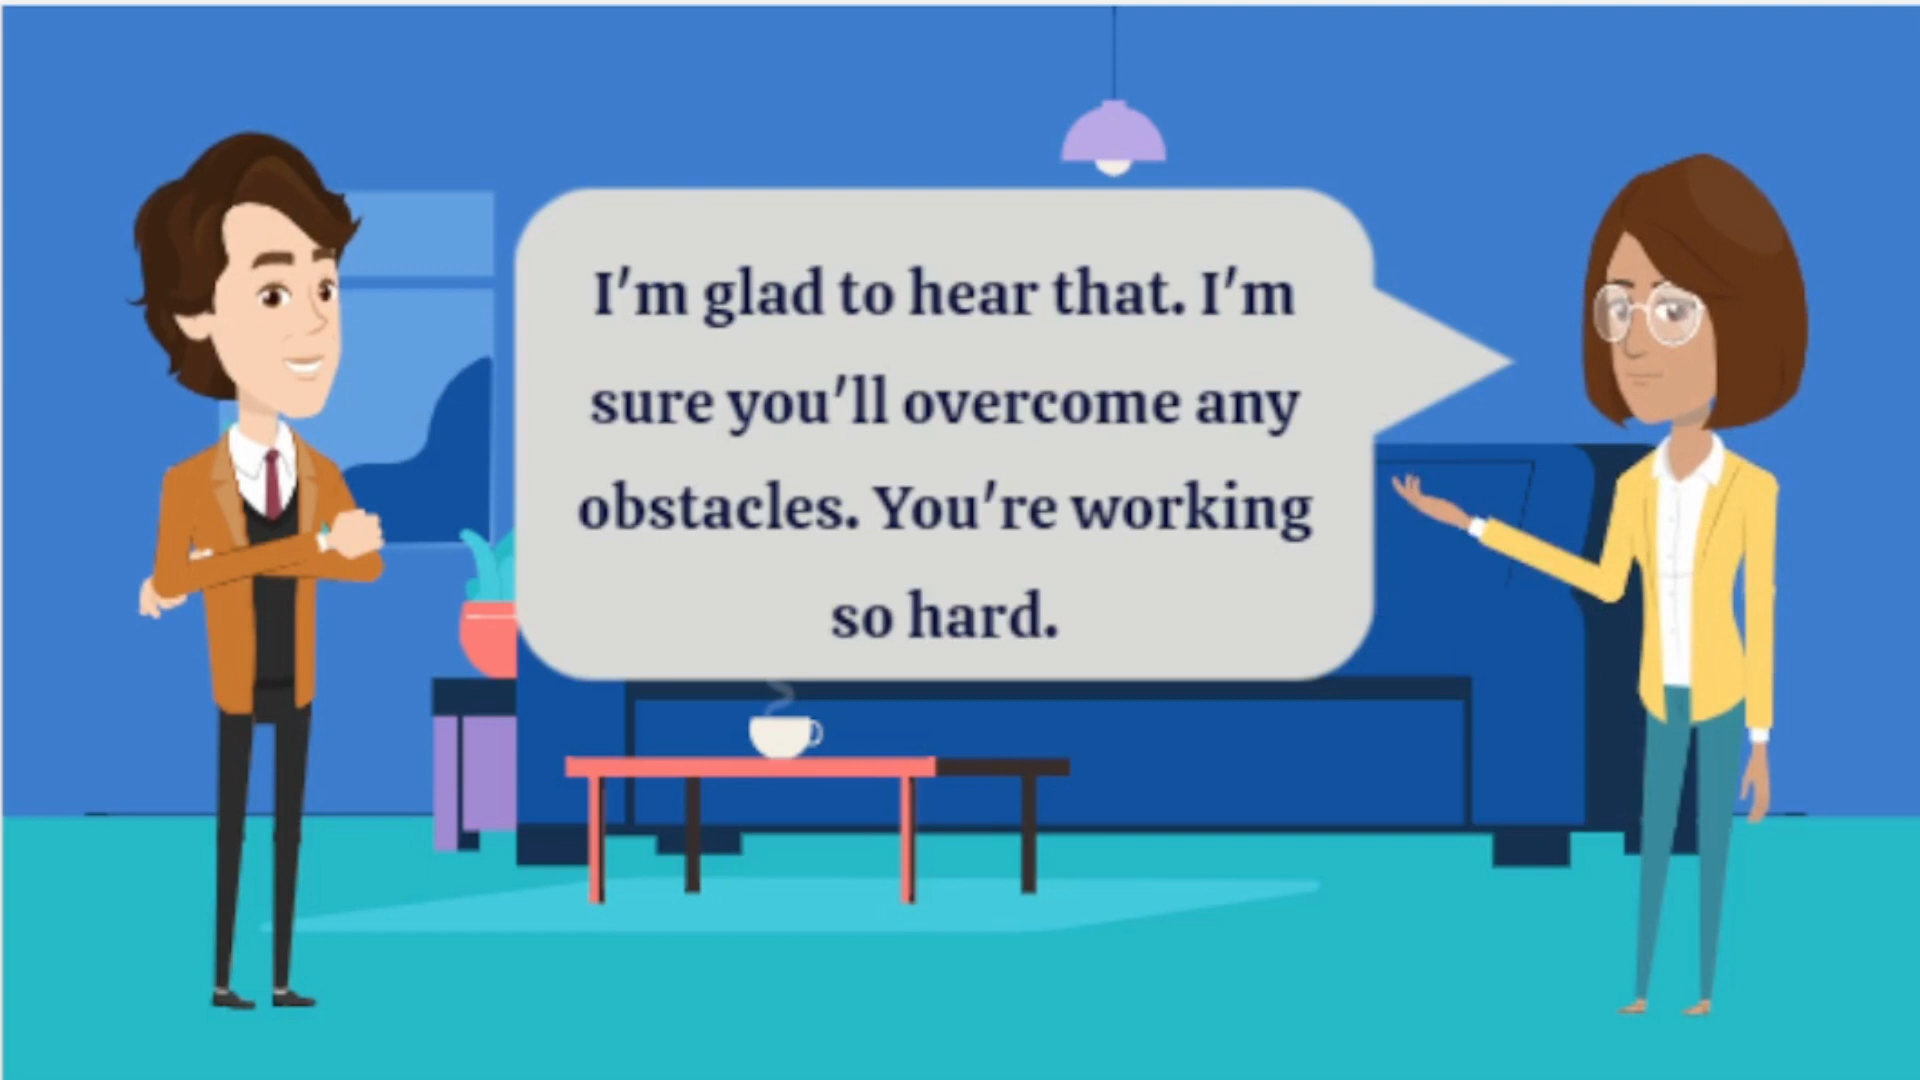 I'm glad to hear that. I'm
sure you'll overcome any
obstacles. You're working
so hard.